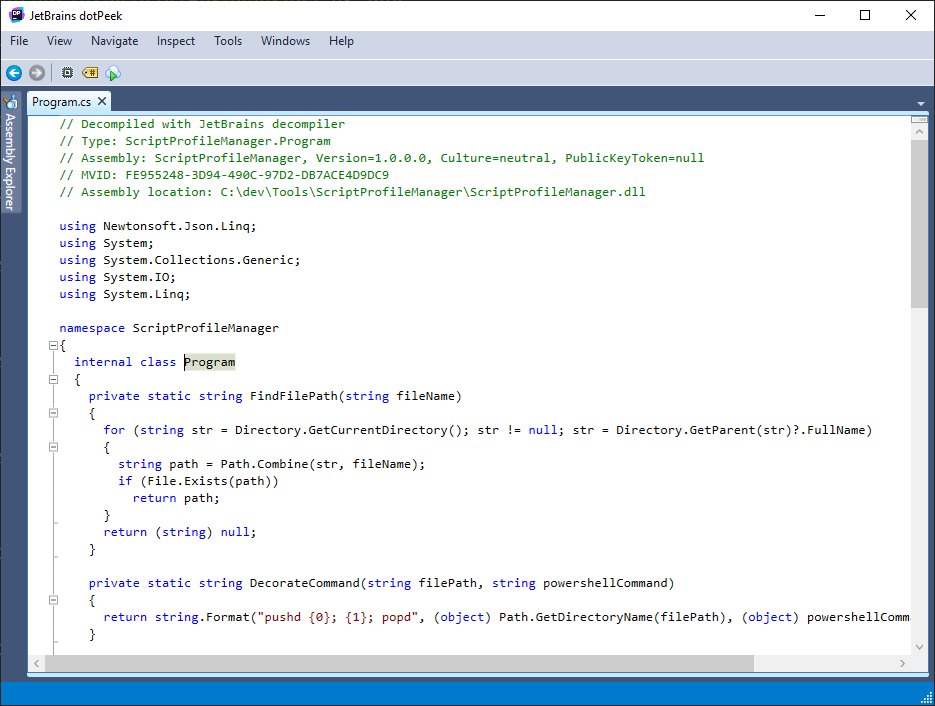 JetBrains dotPeek
File View Navigate Inspect Tools Windows Help
Program.cs
Assembly Explorer
// Decompiled with JetBrains decompiler
// Type: ScriptProfileManager.Program
// Assembly: ScriptProfileManager, Version=1.0.0.0, Culture=neutral, PublicKeyToken=null
// MVID: FE955248-3D94-490C-97D2-DB7ACE4D9DC9
// Assembly location: C:\dev\Tools\ScriptProfileManager\ScriptProfileManager.dll
using Newtonsoft.Json.Linq;
using System;
using System.Collections.Generic;
using System.IO;
using System.Linq;
namespace ScriptProfileManager
{
internal class Program
{
private static string FindFilePath(string fileName)
{
for (string str = Directory.GetCurrentDirectory(); str != null; str = Directory.GetParent(str)?.FullName)
{
string path = Path.Combine(str, fileName);
if (File.Exists(path))
return path;
}
return (string) null;
}
private static string DecorateCommand(string filePath, string powershellCommand)
{
return string.Format("pushd {0}; {1}; popd", (object) Path.GetDirectoryName(filePath), (object) powershellComm
}